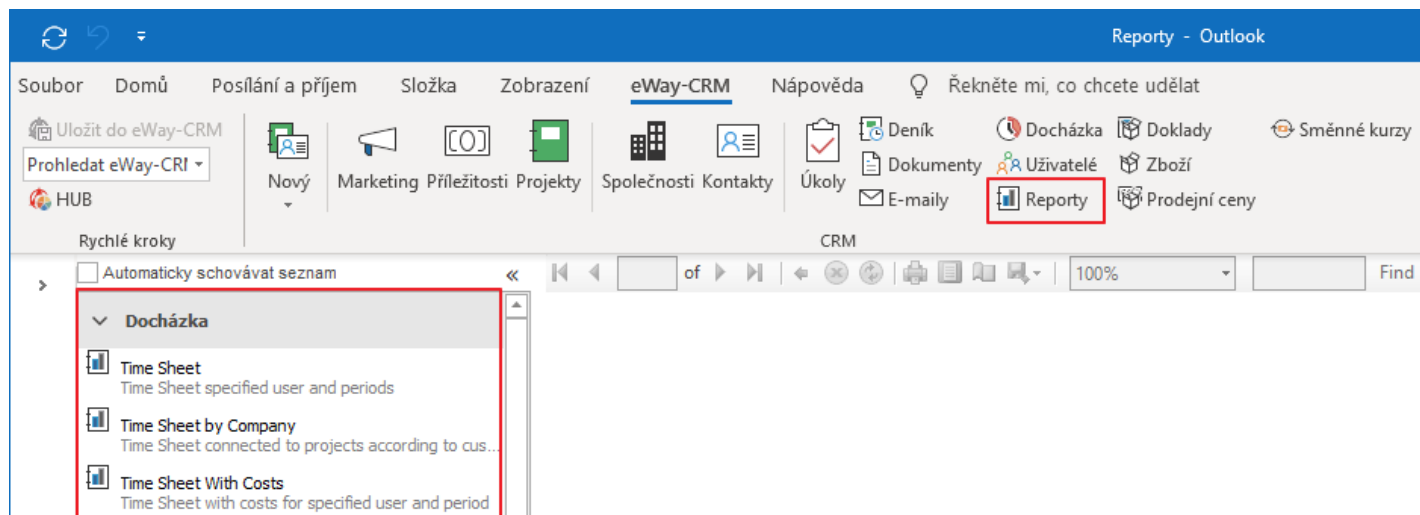 Reporty - Outlook
Soubor Domů Posílání a příjem Složka Zobrazení eWay-CRM Nápověda Řekněte mi, co chcete udělat
Uložit do eWay-CRM
Prohledat eWay-CRM
HUB
Rychlé kroky
Nový
Marketing Příležitosti Projekty
Společnosti Kontakty
Úkoly
Deník Docházka Doklady Směnné kurzy
Dokumenty Uživatelé Zboží
E-maily Reporty Prodejní ceny
CRM
Automaticky schovávat seznam « of 100% Find
Docházka
Time Sheet
Time Sheet specified user and periods
Time Sheet by Company
Time Sheet connected to projects according to cus...
Time Sheet With Costs
Time Sheet with costs for specified user and period